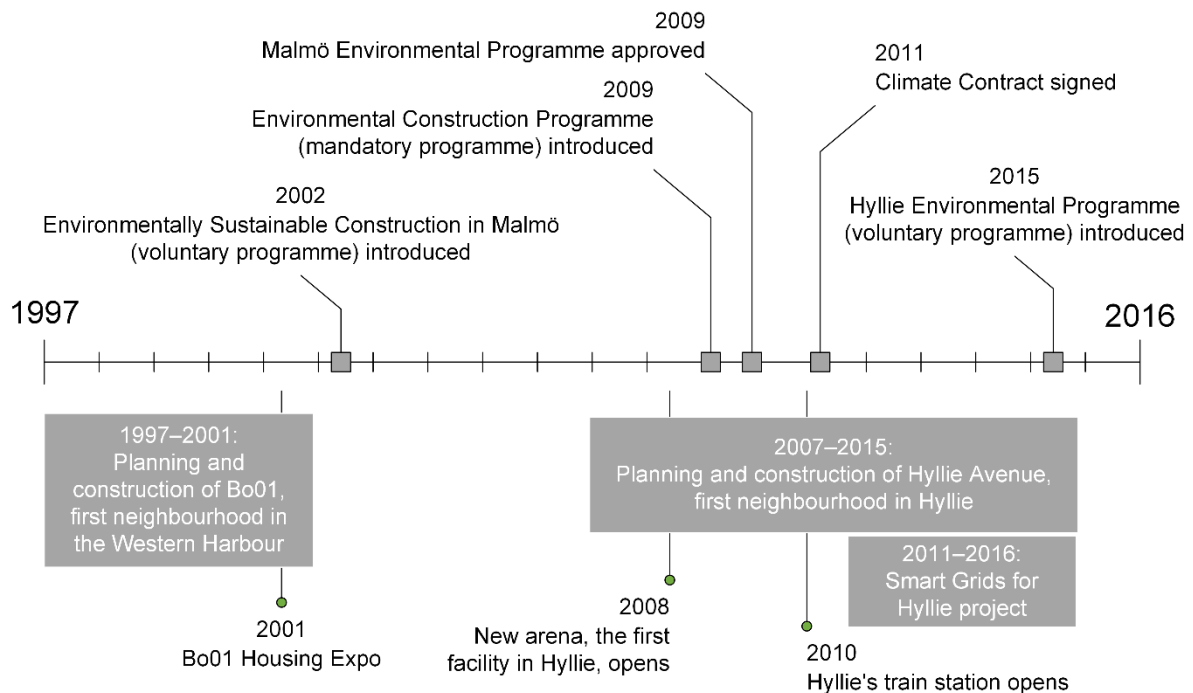 2009
Malmö Environmental Programme approved
2011
Climate Contract signed
2009
Environmental Construction Programme
(mandatory programme) introduced
2002
Environmentally Sustainable Construction in Malmö
(voluntary programme) introduced
2015
Hyllie Environmental Programme
(voluntary programme) introduced
1997
2016
1997–2001:
Planning and
construction of Bo01,
first neighbourhood in
the Western Harbour
2007–2015:
Planning and construction of Hyllie Avenue,
first neighbourhood in Hyllie
2011–2016:
Smart Grids for
Hyllie project
2001
Bo01 Housing Expo
2008
New arena, the first
facility in Hyllie, opens
2010
Hyllie's train station opens